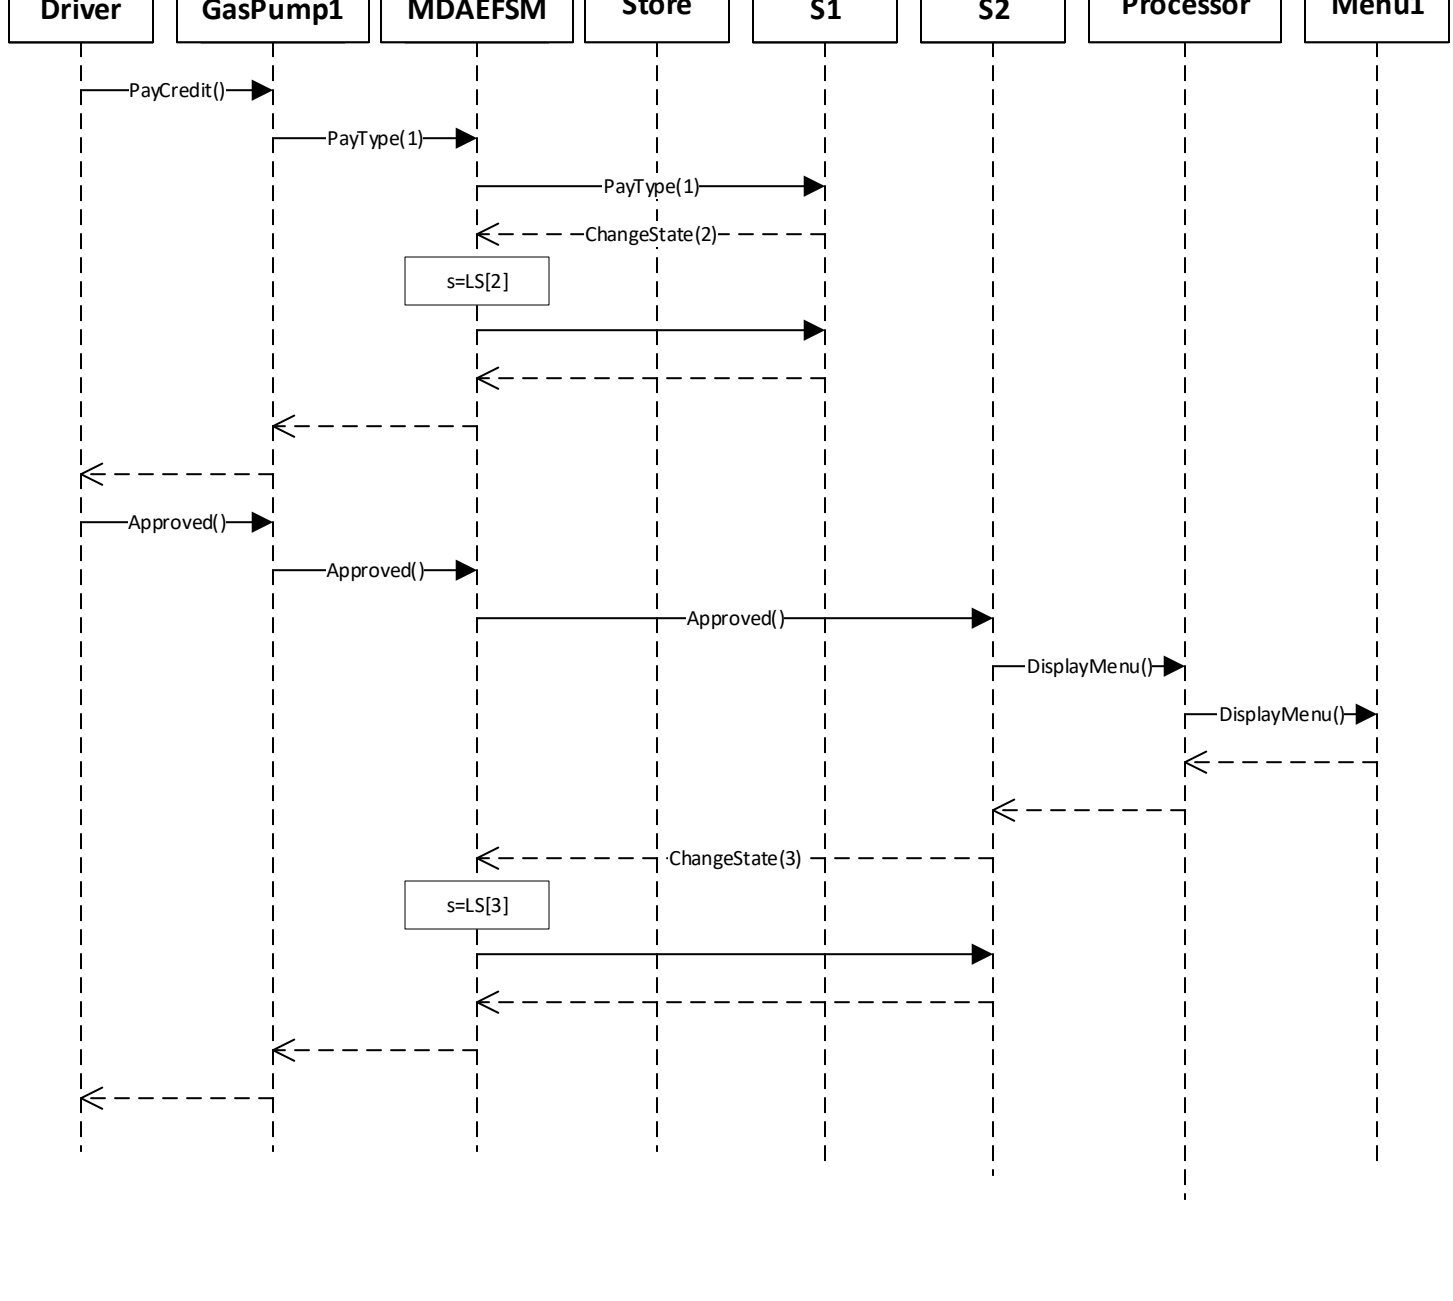 Driver GasPump1 MDAEFSM Store S1 S2 Processor Menu1
PayCredit()
PayType(1)
PayType(1)
ChangeState(2)
s=LS[2]
Approved()
Approved()
Approved()
DisplayMenu()
DisplayMenu()
ChangeState(3)
s=LS[3]